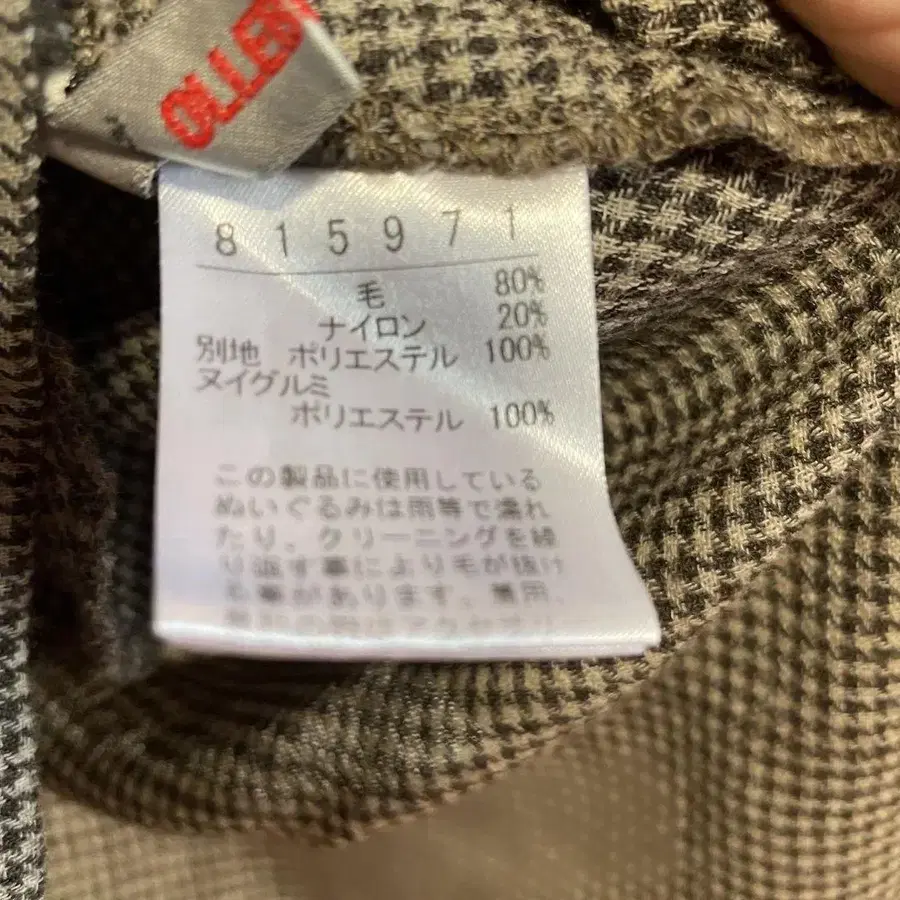 OLLETT
815971
毛 80%
ナイロン 20%
別地 ポリエステル 100%
ヌイグルミ
ポリエステル 100%
この製品に使用している
ぬいぐるみは雨等で濡れ
たり、クリーニングを繰
り返す事により毛が抜け
る事があります。着用、